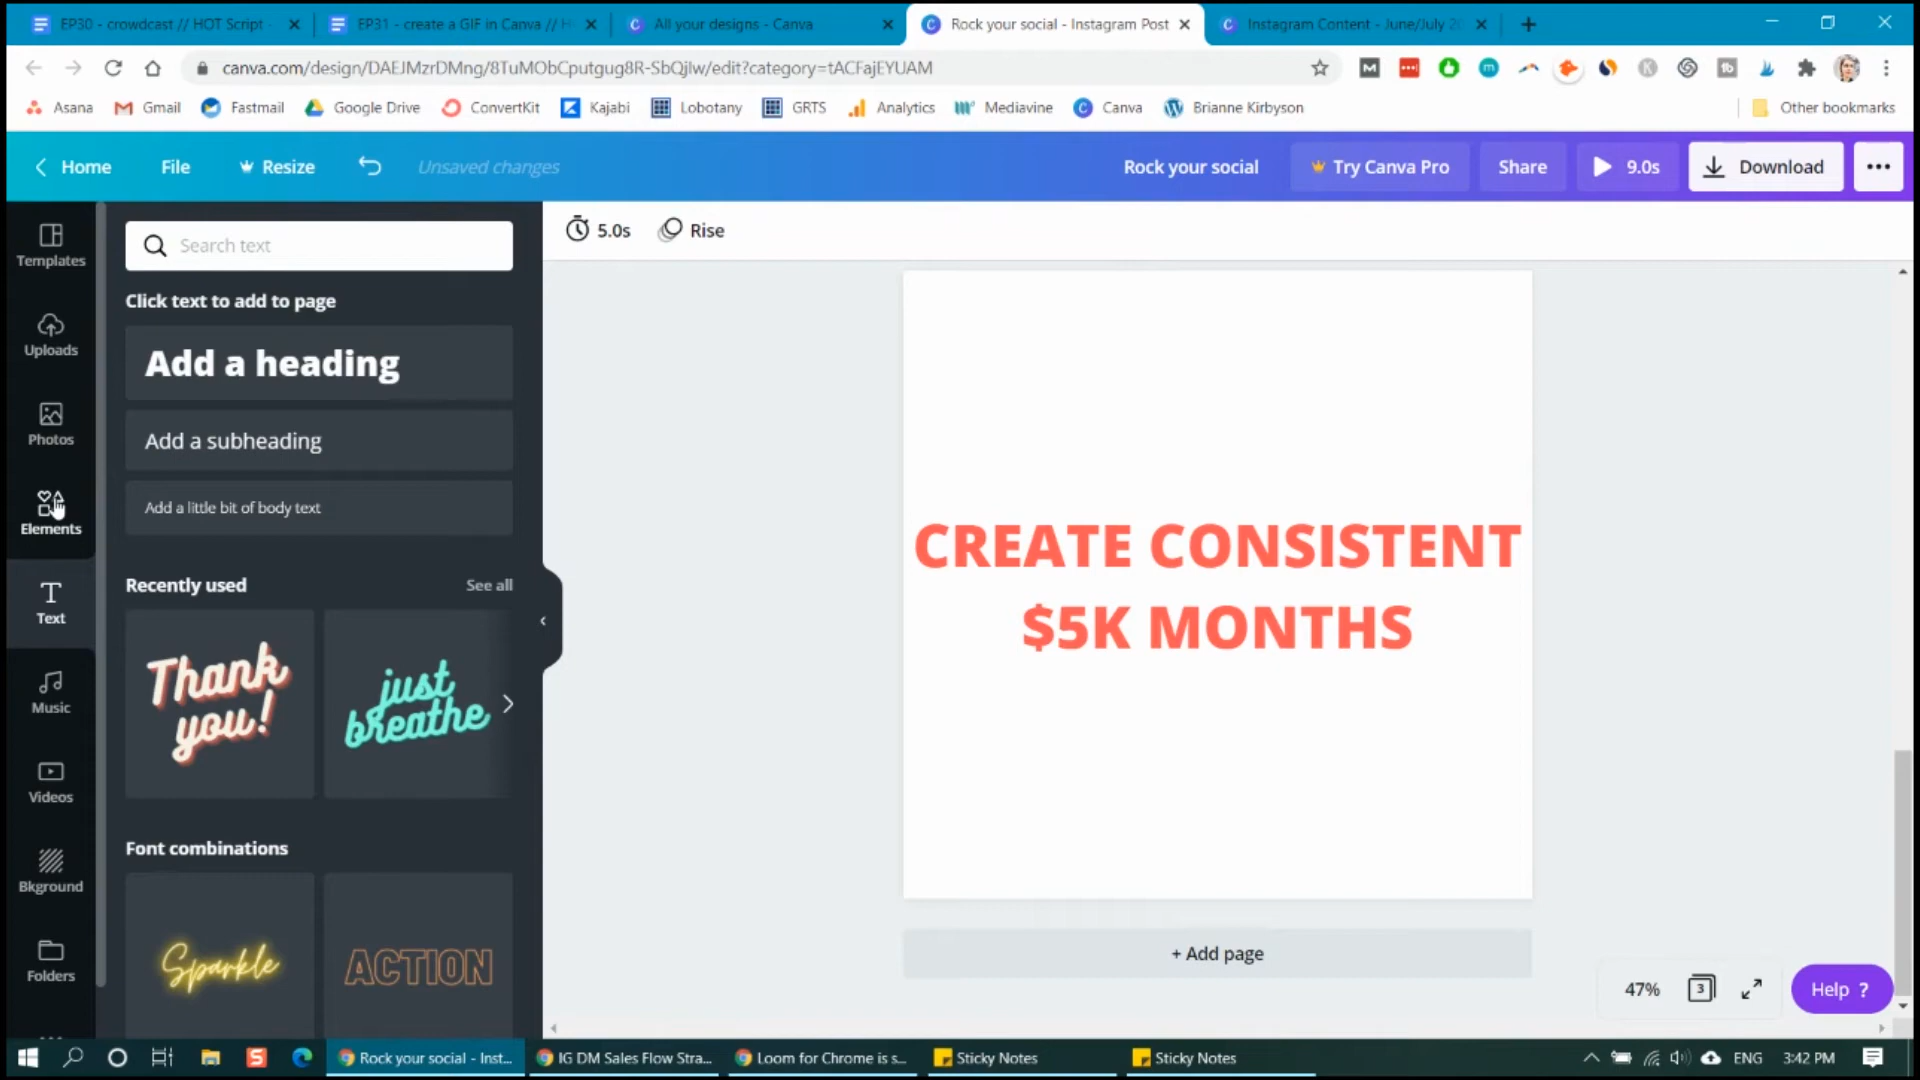 EP30 - crowdcast // HOT Script -
EP31 - create a GIF in Canva // H
All your designs - Canva
Rock your social - Instagram Post
Instagram Content - June/July 2
canva.com/design/DAEJMzrDMng/8TuMObCputgug8R-SbQjlw/edit?category=tACFajEYUAM
Asana
Gmail
Fastmail
Google Drive
ConvertKit
Kajabi
Lobotany
GRTS
Analytics
Mediavine
Canva
Brianne Kirbyson
Other bookmarks
Home
File
Resize
Unsaved changes
Rock your social
Try Canva Pro
Share
9.0s
Download
Templates
Uploads
Photos
Elements
Text
Music
Videos
Bkground
Folders
Search text
Click text to add to page
Add a heading
Add a subheading
Add a little bit of body text
Recently used
See all
Thank
you!
just
breathe
Font combinations
Sparkle
ACTION
5.0s
Rise
CREATE CONSISTENT
$5K MONTHS
+ Add page
47%
3
Help ?
Rock your social - Inst...
IG DM Sales Flow Stra...
Loom for Chrome is s...
Sticky Notes
Sticky Notes
ENG
3:42 PM